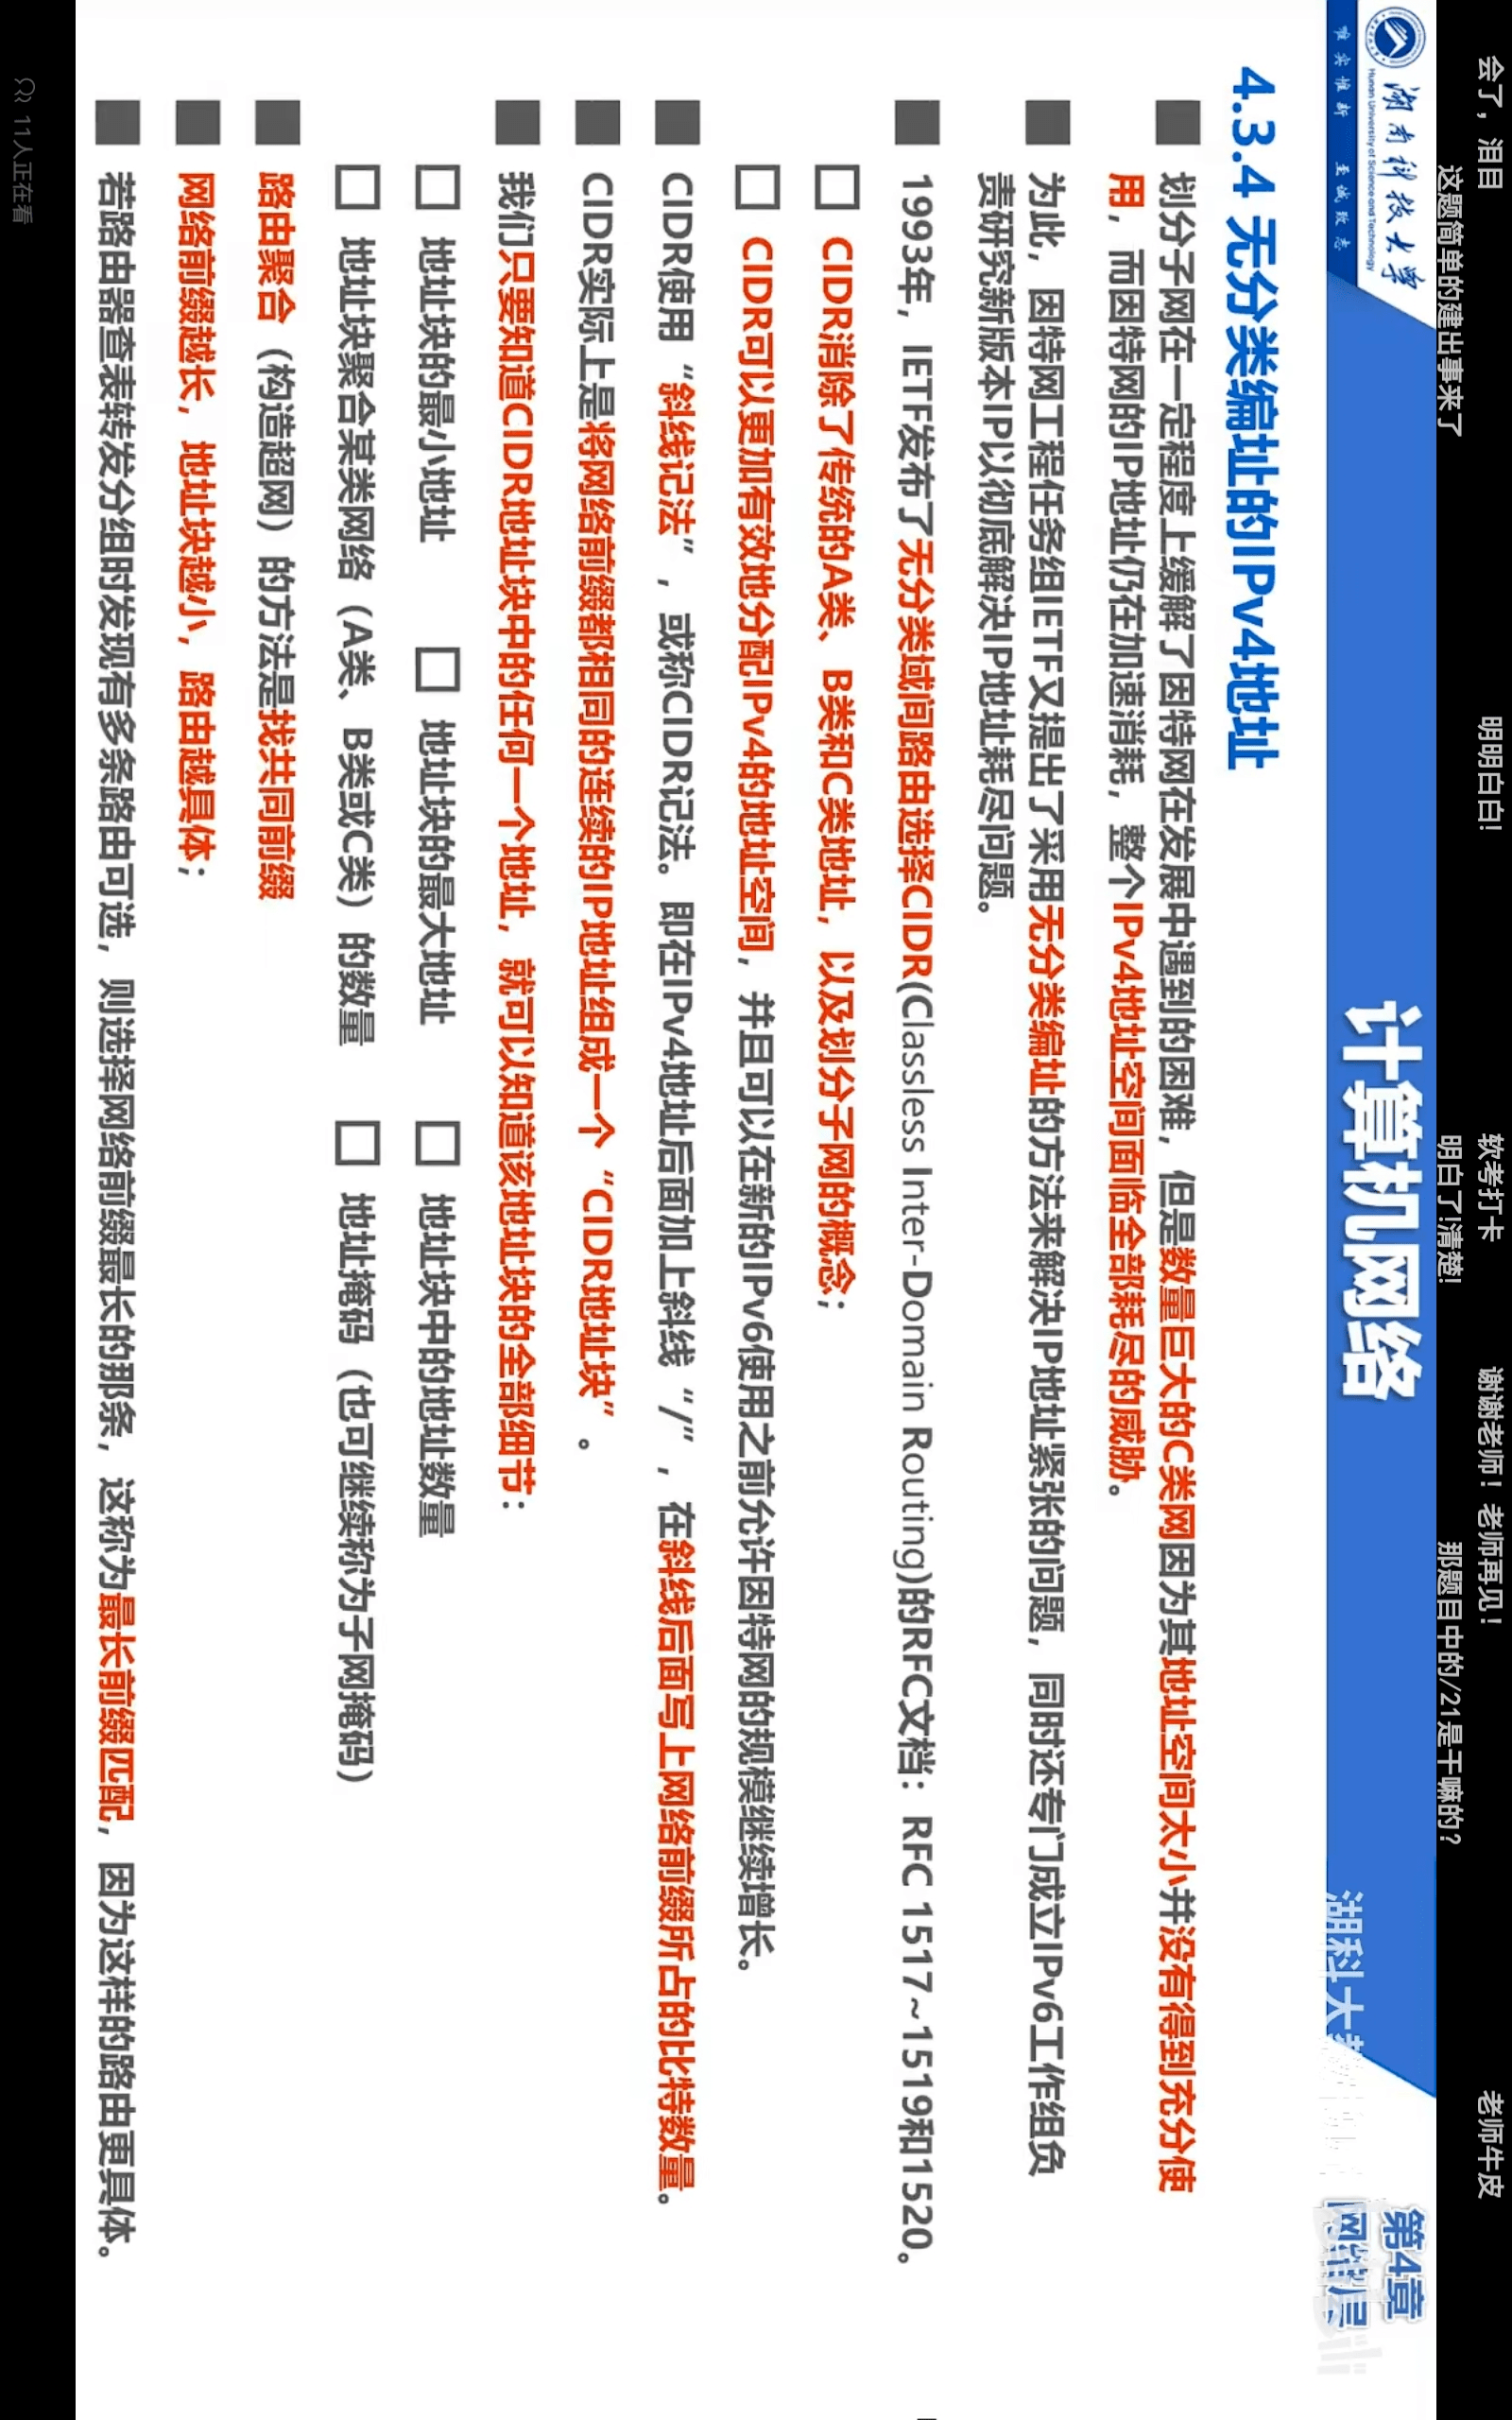 会了，泪目
明明白白!
软考打卡
谢谢老师！老师再见！
老师牛皮
这题简单的建出事来了
明白了!清楚!
那题目中的/21是干嘛的？
湖南科技大学
Hunan University of Science and Technology
唯实惟新 至诚致志
计算机网络
第4章
网络层
湖科大
4.3.4 无分类编址的IPv4地址
■ 划分子网在一定程度上缓解了因特网在发展中遇到的困难，但是数量巨大的C类网因为其地址空间太小并没有得到充分使
用，而因特网的IP地址仍在加速消耗，整个IPv4地址空间面临全部耗尽的威胁。
■ 为此，因特网工程任务组IETF又提出了采用无分类编址的方法来解决IP地址紧张的问题，同时还专门成立IPv6工作组负
责研究新版本IP以彻底解决IP地址耗尽问题。
■ 1993年，IETF发布了无分类域间路由选择CIDR(Classless Inter-Domain Routing)的RFC文档：RFC 1517~1519和1520。
□ CIDR消除了传统的A类、B类和C类地址，以及划分子网的概念；
□ CIDR可以更加有效地分配IPv4的地址空间，并且可以在新的IPv6使用之前允许因特网的规模继续增长。
■ CIDR使用“斜线记法”，或称CIDR记法。即在IPv4地址后面加上斜线“/”，在斜线后面写上网络前缀所占的比特数量。
■ CIDR实际上是将网络前缀都相同的连续的IP地址组成一个“CIDR地址块”。
■ 我们只要知道CIDR地址块中的任何一个地址，就可以知道该地址块的全部细节：
□ 地址块的最小地址 □ 地址块的最大地址 □ 地址块中的地址数量
□ 地址块聚合某类网络（A类、B类或C类）的数量 □ 地址掩码（也可继续称为子网掩码）
■ 路由聚合（构造超网）的方法是找共同前缀
■ 网络前缀越长，地址块越小，路由越具体；
■ 若路由器查表转发分组时发现有多条路由可选，则选择网络前缀最长的那条，这称为最长前缀匹配，因为这样的路由更具体。
11人正在看